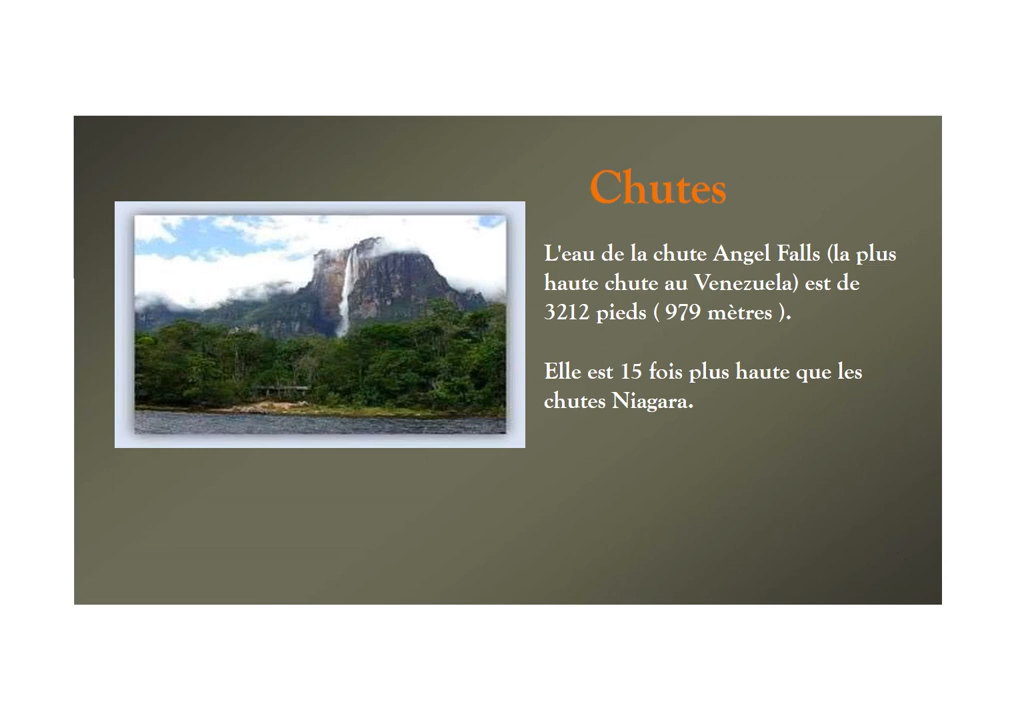 Chutes
L'eau de la chute Angel Falls (la plus
haute chute au Venezuela) est de
3212 pieds ( 979 mètres ).
Elle est 15 fois plus haute que les
chutes Niagara.